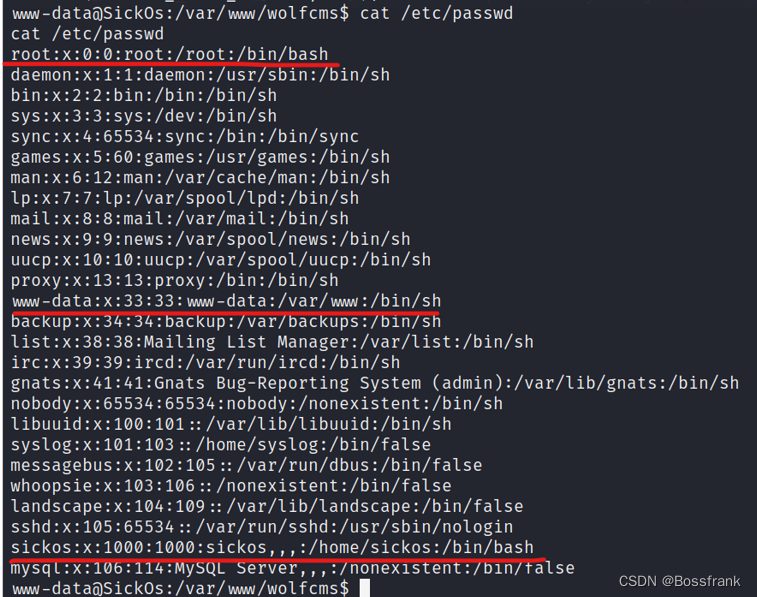 www-data@SickOs:/var/www/wolfcms$ cat /etc/passwd
cat /etc/passwd
root:x:0:0:root:/root:/bin/bash
daemon:x:1:1:daemon:/usr/sbin:/bin/sh
bin:x:2:2:bin:/bin:/bin/sh
sys:x:3:3:sys:/dev:/bin/sh
sync:x:4:65534:sync:/bin:/bin/sync
games:x:5:60:games:/usr/games:/bin/sh
man:x:6:12:man:/var/cache/man:/bin/sh
lp:x:7:7:lp:/var/spool/lpd:/bin/sh
mail:x:8:8:mail:/var/mail:/bin/sh
news:x:9:9:news:/var/spool/news:/bin/sh
uucp:x:10:10:uucp:/var/spool/uucp:/bin/sh
proxy:x:13:13:proxy:/bin:/bin/sh
www-data:x:33:33:www-data:/var/www:/bin/sh
backup:x:34:34:backup:/var/backups:/bin/sh
list:x:38:38:Mailing List Manager:/var/list:/bin/sh
irc:x:39:39:ircd:/var/run/ircd:/bin/sh
gnats:x:41:41:Gnats Bug-Reporting System (admin):/var/lib/gnats:/bin/sh
nobody:x:65534:65534:nobody:/nonexistent:/bin/sh
libuuid:x:100:101::/var/lib/libuuid:/bin/sh
syslog:x:101:103::/home/syslog:/bin/false
messagebus:x:102:105::/var/run/dbus:/bin/false
whoopsie:x:103:106::/nonexistent:/bin/false
landscape:x:104:109::/var/lib/landscape:/bin/false
sshd:x:105:65534::/var/run/sshd:/usr/sbin/nologin
sickos:x:1000:1000:sickos,,,:/home/sickos:/bin/bash
mysql:x:106:114:MySQL Server,,,:/nonexistent:/bin/false
www-data@SickOs:/var/www/wolfcms$
CSDN @Bossfrank